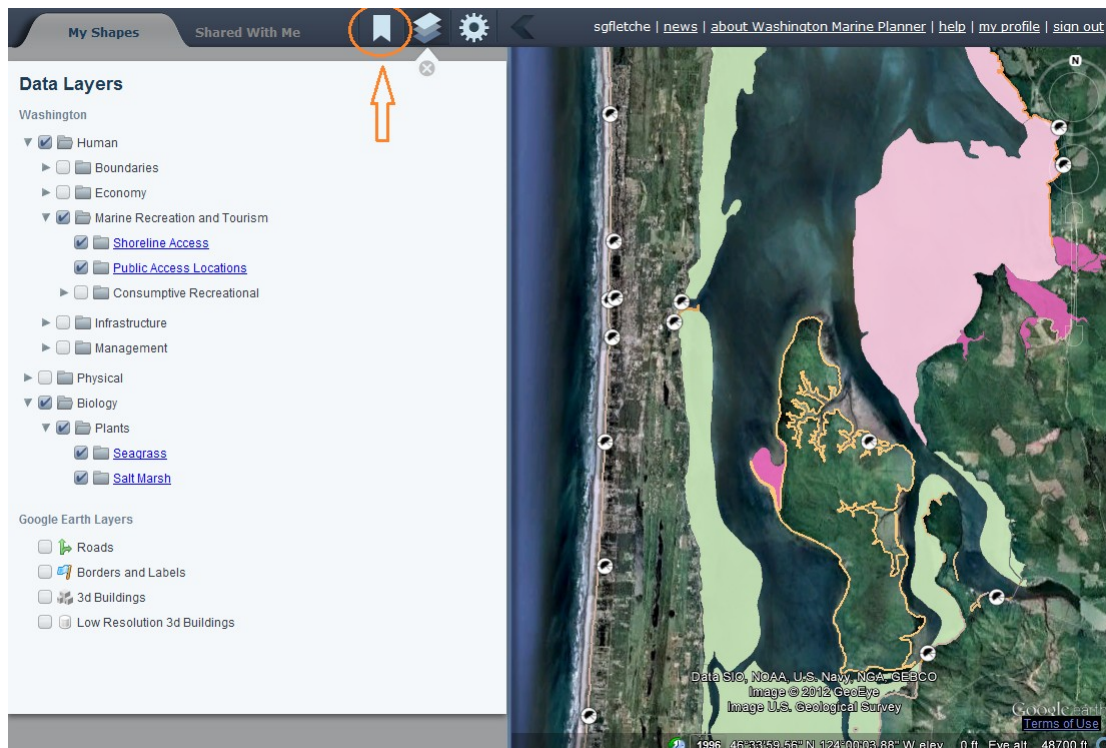 My Shapes
Shared With Me
sgfletche | news | about Washington Marine Planner | help | my profile | sign out
Data Layers
Washington
Human
Boundaries
Economy
Marine Recreation and Tourism
Shoreline Access
Public Access Locations
Consumptive Recreational
Infrastructure
Management
Physical
Biology
Plants
Seagrass
Salt Marsh
Google Earth Layers
Roads
Borders and Labels
3d Buildings
Low Resolution 3d Buildings
N
Data SIO, NOAA, U.S. Navy, NGA, GEBCO
Image © 2012 GeoEye
Image U.S. Geological Survey
Google earth
Terms of Use
1996 46°33'59.56" N 124°00'03.88" W elev 0 ft Eye alt 48700 ft